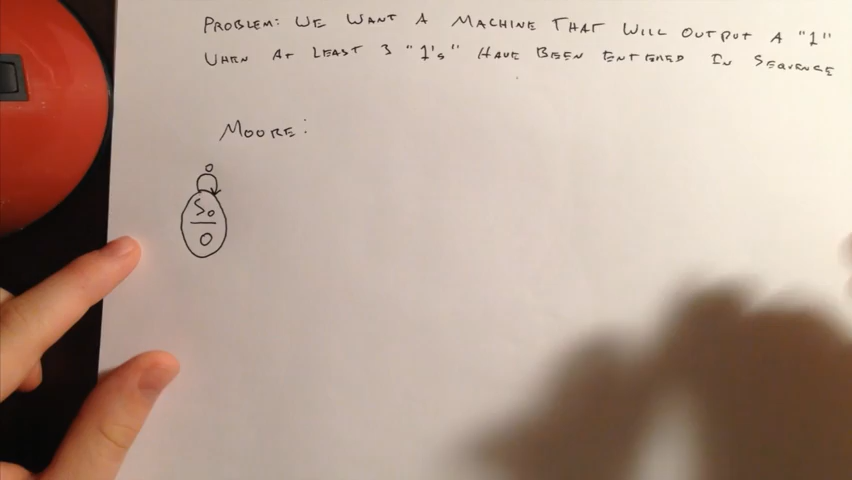 PROBLEM: WE WANT A MACHINE THAT WILL OUTPUT A "1"
WHEN AT LEAST 3 "1's" HAVE BEEN ENTERED IN SEQUENCE
MOORE:
0
S0
0